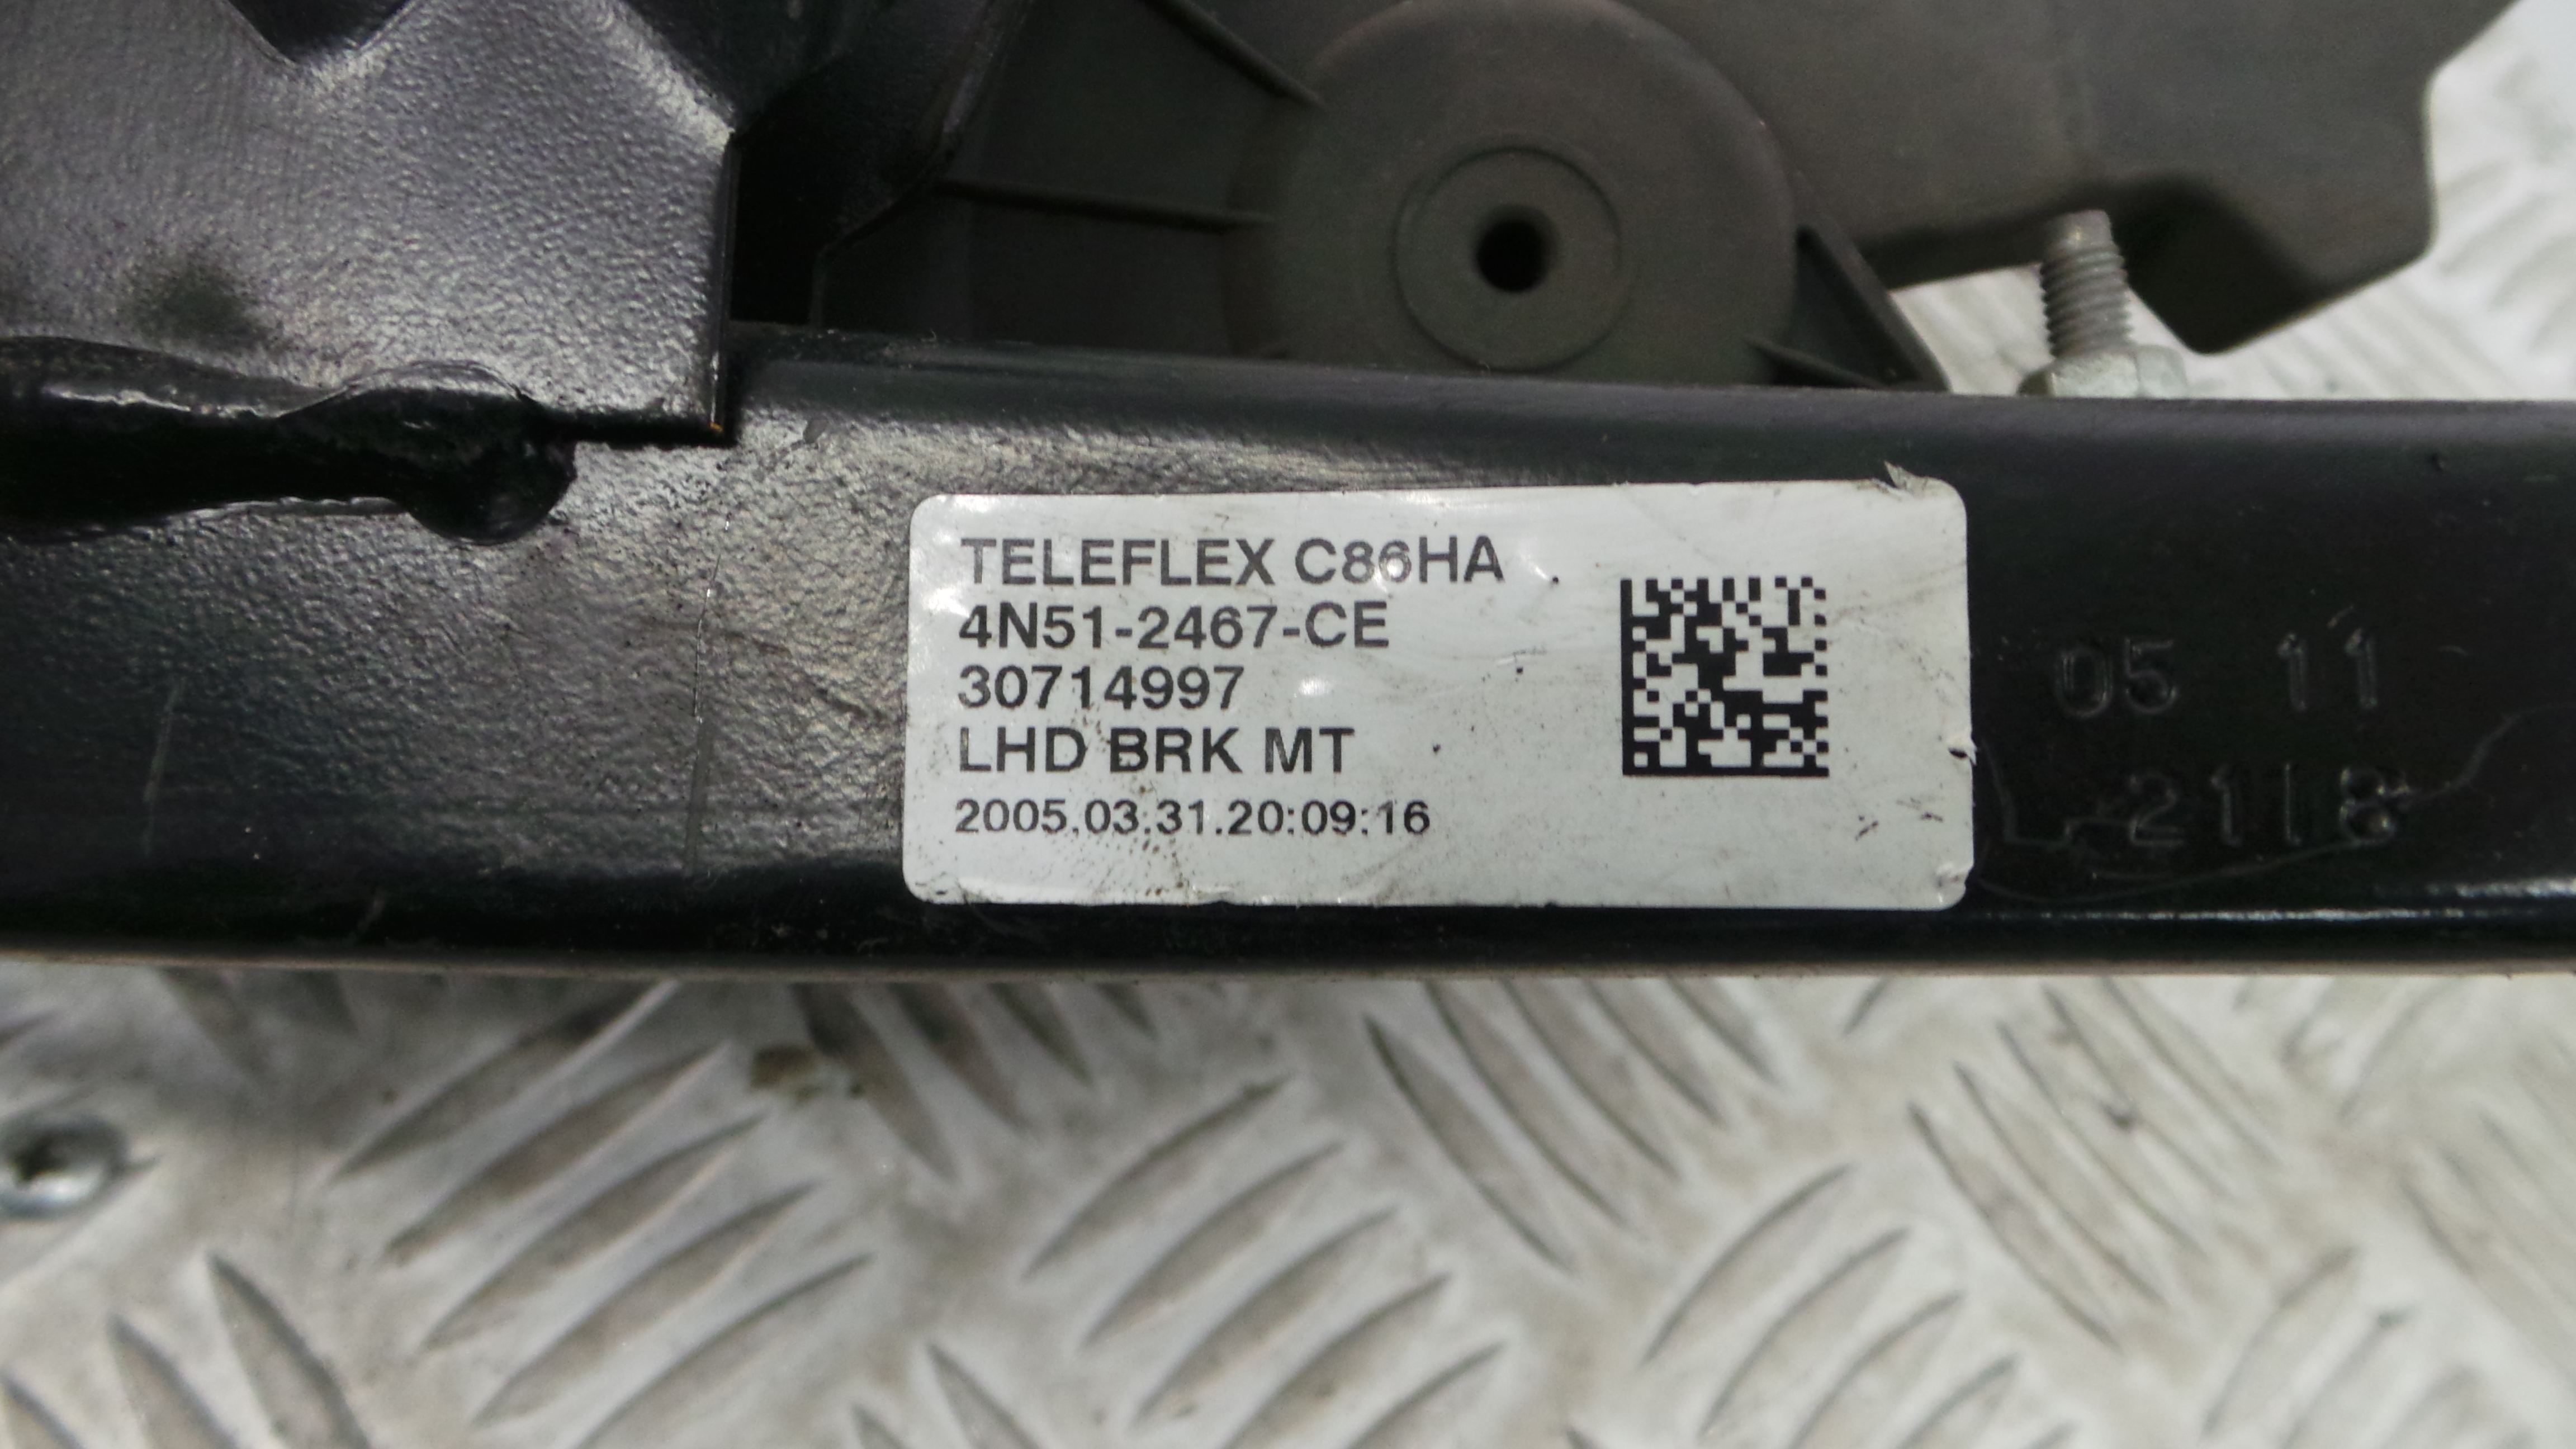 TELEFLEX C86HA
4N51-2467-CE
30714997
LHD BRK MT
2005.03.31.20:09:16
05 11
2118